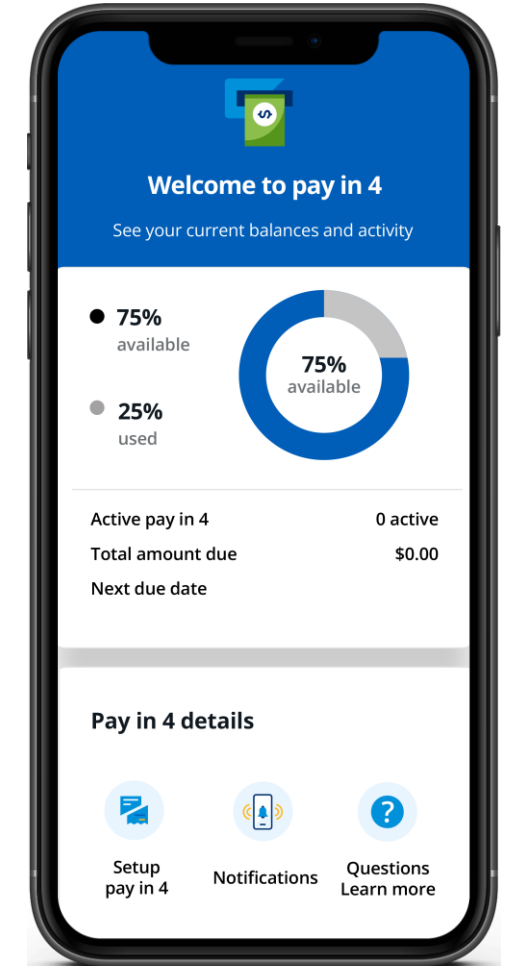 Welcome to pay in 4
See your current balances and activity
75%
available
25%
used
75%
available
Active pay in 4 0 active
Total amount due $0.00
Next due date
Pay in 4 details
Setup
pay in 4
Notifications
Questions
Learn more